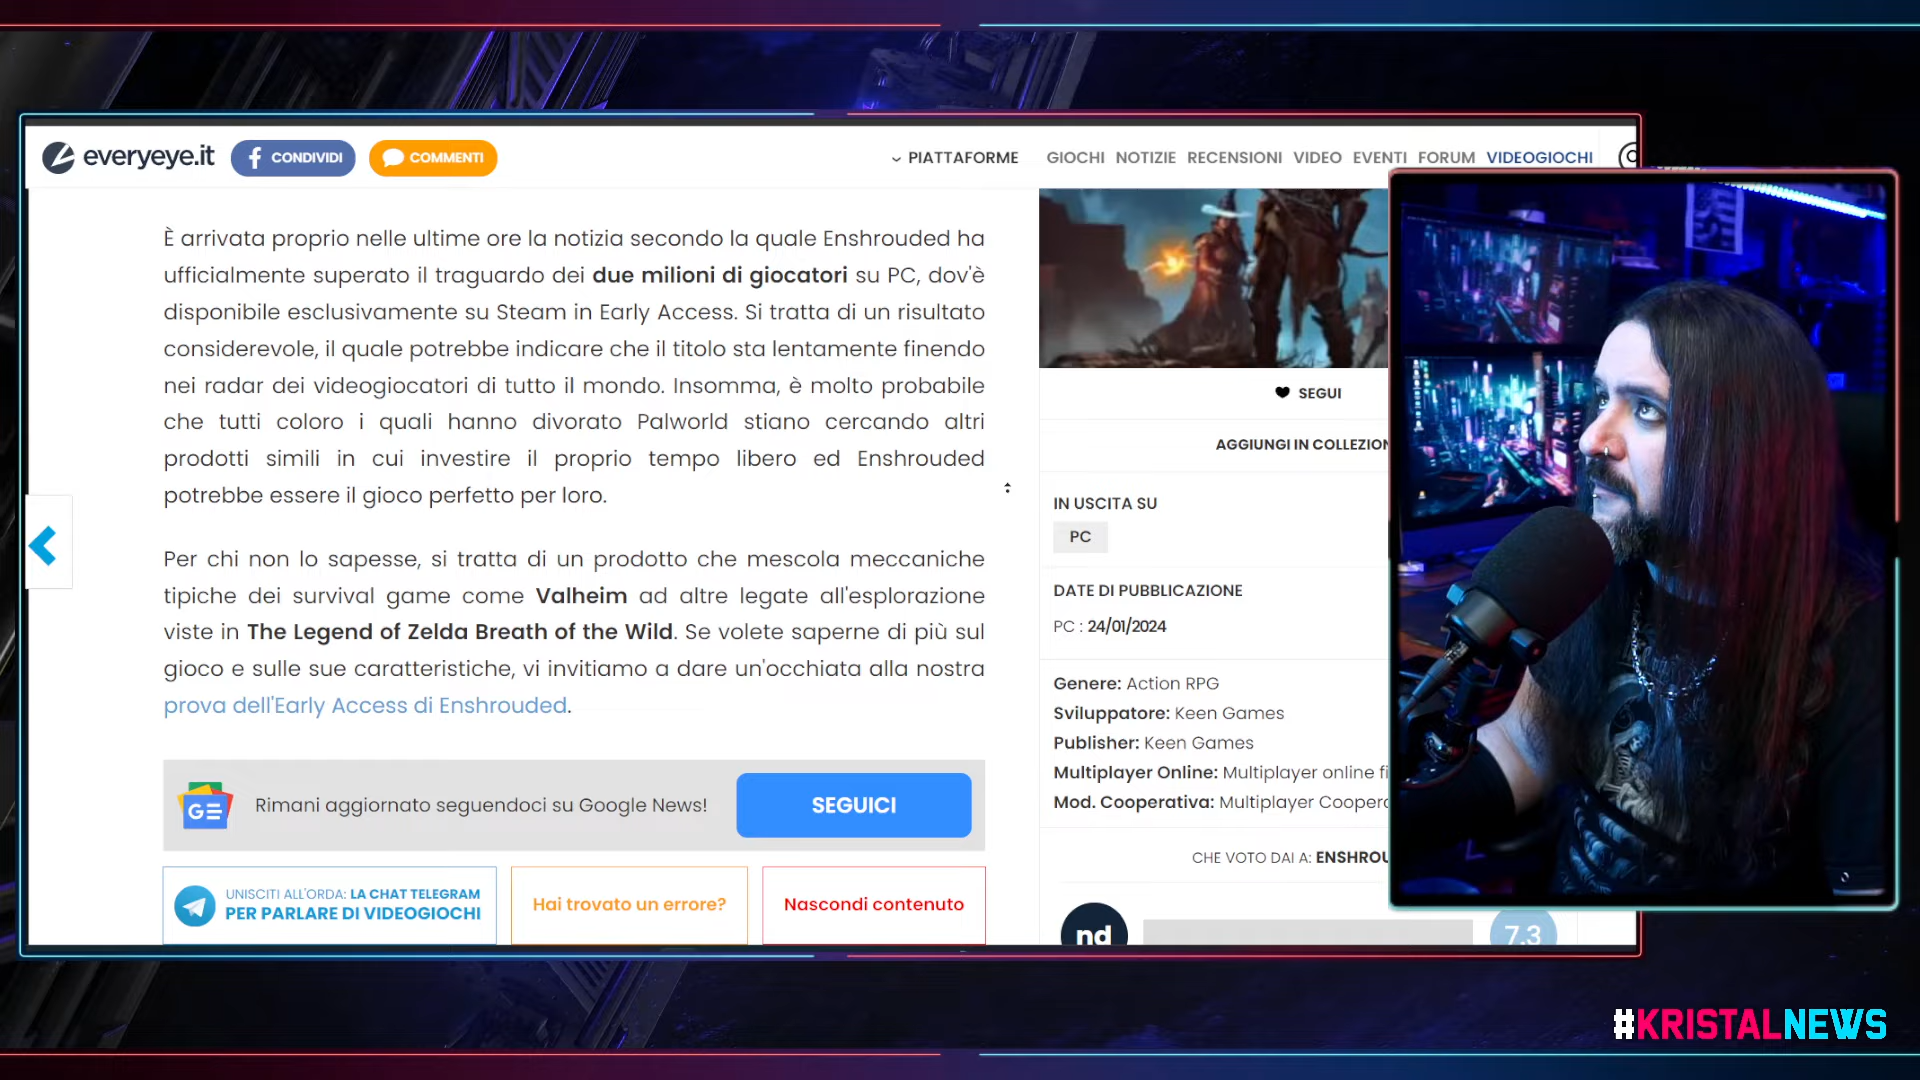 everyeye.it
CONDIVIDI
COMMENTI
PIATTAFORME
GIOCHI
NOTIZIE
RECENSIONI
VIDEO
EVENTI
FORUM
VIDEOGIOCHI
È arrivata proprio nelle ultime ore la notizia secondo la quale Enshrouded ha
ufficialmente superato il traguardo dei due milioni di giocatori su PC, dov'è
disponibile esclusivamente su Steam in Early Access. Si tratta di un risultato
considerevole, il quale potrebbe indicare che il titolo sta lentamente finendo
nei radar dei videogiocatori di tutto il mondo. Insomma, è molto probabile
che tutti coloro i quali hanno divorato Palworld stiano cercando altri
prodotti simili in cui investire il proprio tempo libero ed Enshrouded
potrebbe essere il gioco perfetto per loro.
Per chi non lo sapesse, si tratta di un prodotto che mescola meccaniche
tipiche dei survival game come Valheim ad altre legate all'esplorazione
viste in The Legend of Zelda Breath of the Wild. Se volete saperne di più sul
gioco e sulle sue caratteristiche, vi invitiamo a dare un'occhiata alla nostra
prova dell'Early Access di Enshrouded.
GE
Rimani aggiornato seguendoci su Google News!
SEGUICI
UNISCITI ALL'ORDA: LA CHAT TELEGRAM
PER PARLARE DI VIDEOGIOCHI
Hai trovato un errore?
Nascondi contenuto
SEGUI
AGGIUNGI IN COLLEZION
IN USCITA SU
PC
DATE DI PUBBLICAZIONE
PC : 24/01/2024
Genere: Action RPG
Sviluppatore: Keen Games
Publisher: Keen Games
Multiplayer Online: Multiplayer online fi
Mod. Cooperativa: Multiplayer Coopera
CHE VOTO DAI A: ENSHROU
nd
7.3
#KRISTALNEWS